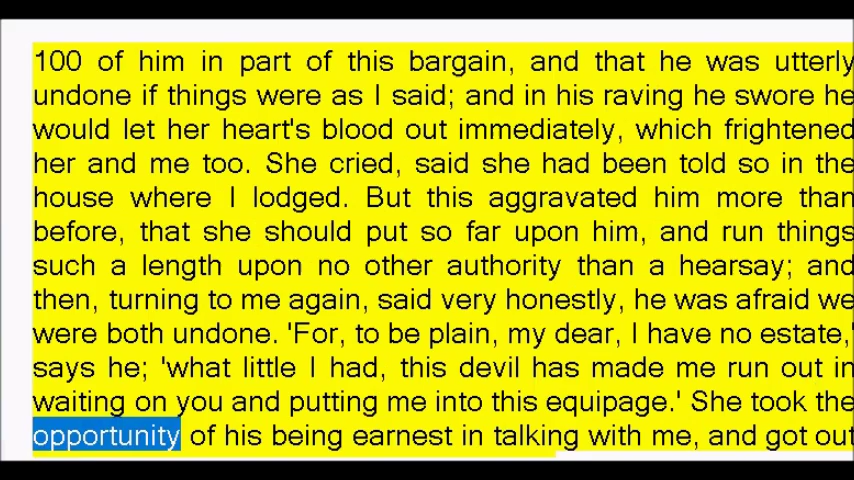 100 of him in part of this bargain, and that he was utterly
undone if things were as I said; and in his raving he swore he
would let her heart's blood out immediately, which frightened
her and me too. She cried, said she had been told so in the
house where I lodged. But this aggravated him more than
before, that she should put so far upon him, and run things
such a length upon no other authority than a hearsay; and
then, turning to me again, said very honestly, he was afraid we
were both undone. 'For, to be plain, my dear, I have no estate,'
says he; 'what little I had, this devil has made me run out in
waiting on you and putting me into this equipage.' She took the
opportunity of his being earnest in talking with me, and got out